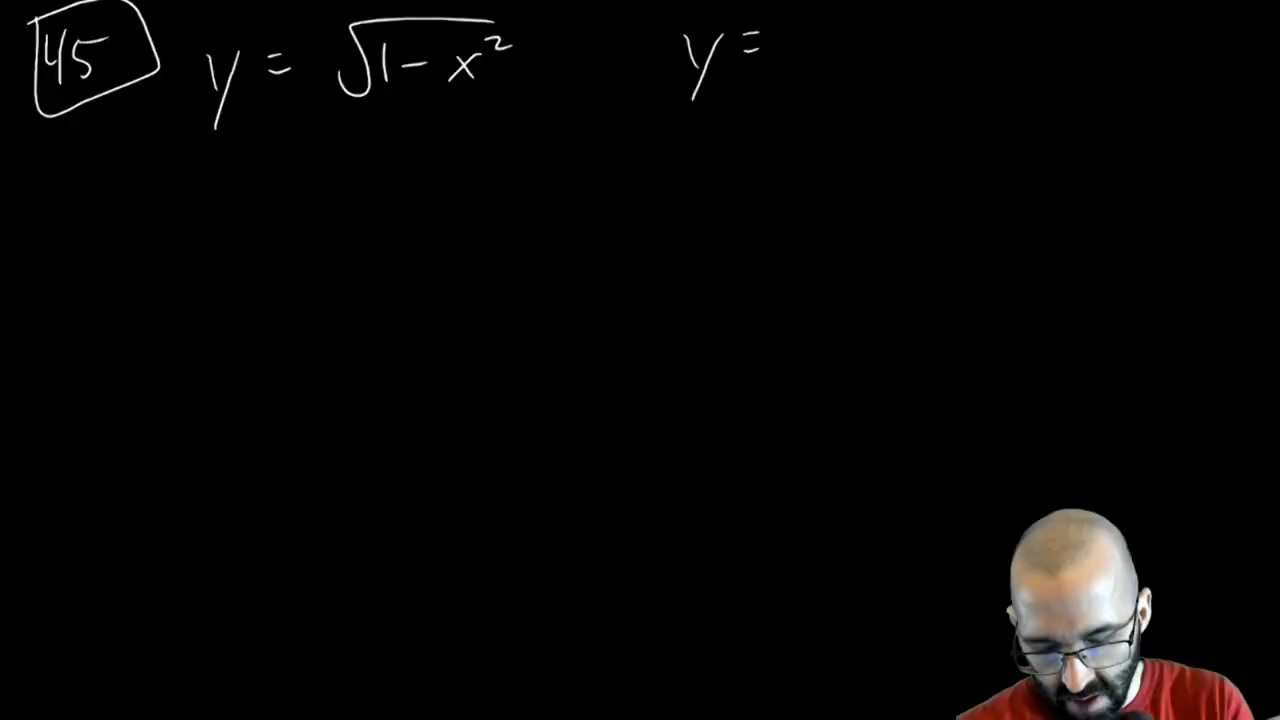 45 y = √1 - x² y =